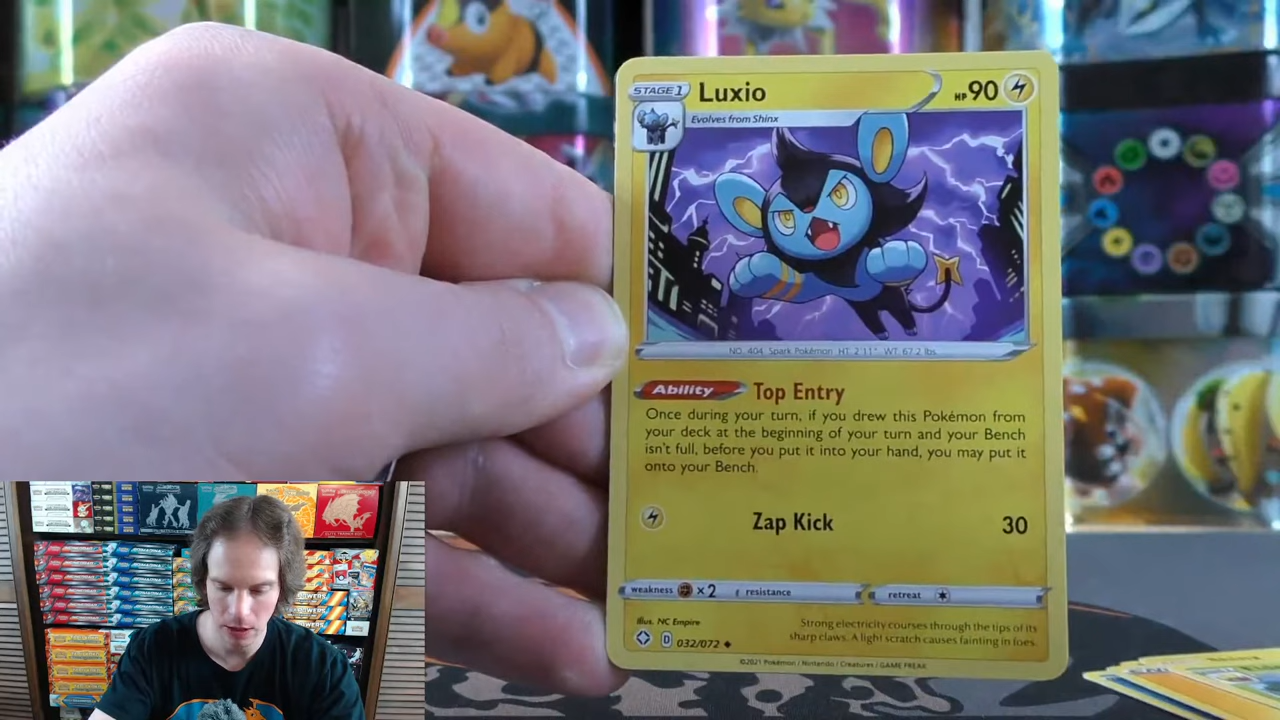 STAGE 1
Luxio
HP 90
Evolves from Shinx
NO. 404 Spark Pokémon HT: 2'11" WT: 67.2 lbs.
Ability Top Entry
Once during your turn, if you drew this Pokémon from
your deck at the beginning of your turn and your Bench
isn't full, before you put it into your hand, you may put it
onto your Bench.
Zap Kick 30
weakness ×2 resistance retreat
Illus. NC Empire
D 032/072
Strong electricity courses through the tips of its
sharp claws. A light scratch causes fainting in foes.
©2021 Pokémon / Nintendo / Creatures / GAME FREAK